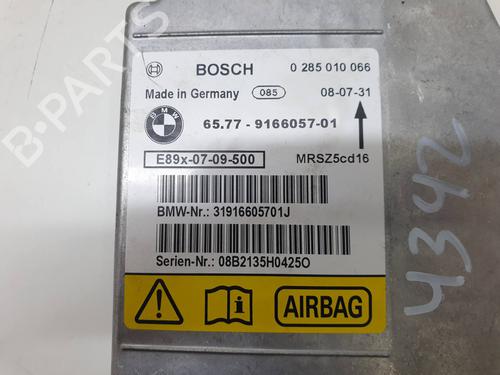 BOSCH 0 285 010 066
Made in Germany 085 08-07-31
BMW 65.77 - 9166057-01
E89x-07-09-500 MRSZ5cd16
BMW-Nr.: 31916605701J
Serien-Nr.: 08B2135H0425O
AIRBAG
4342
B-PARTS